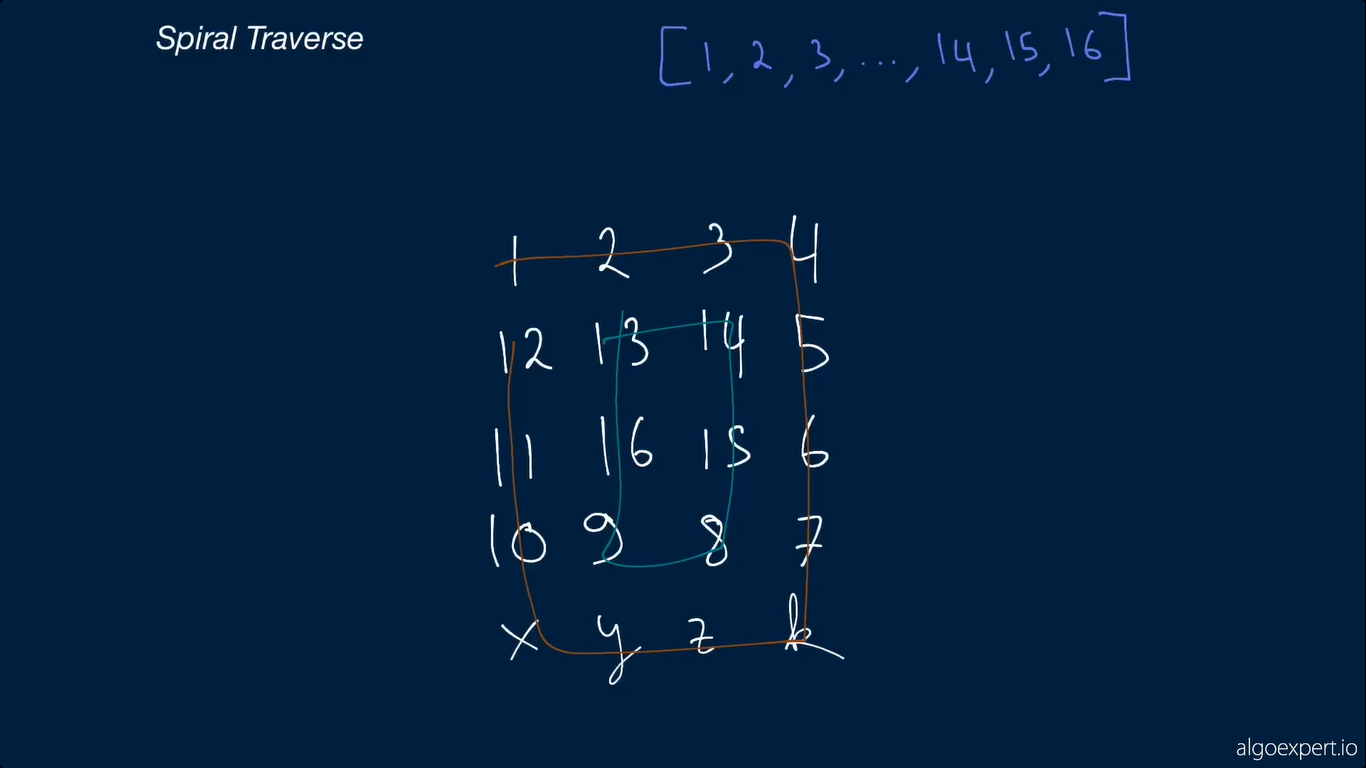 Spiral Traverse
[1, 2, 3, ..., 14, 15, 16]
1 2 3 4
12 13 14 5
11 16 15 6
10 9 8 7
x y z k
algoexpert.io